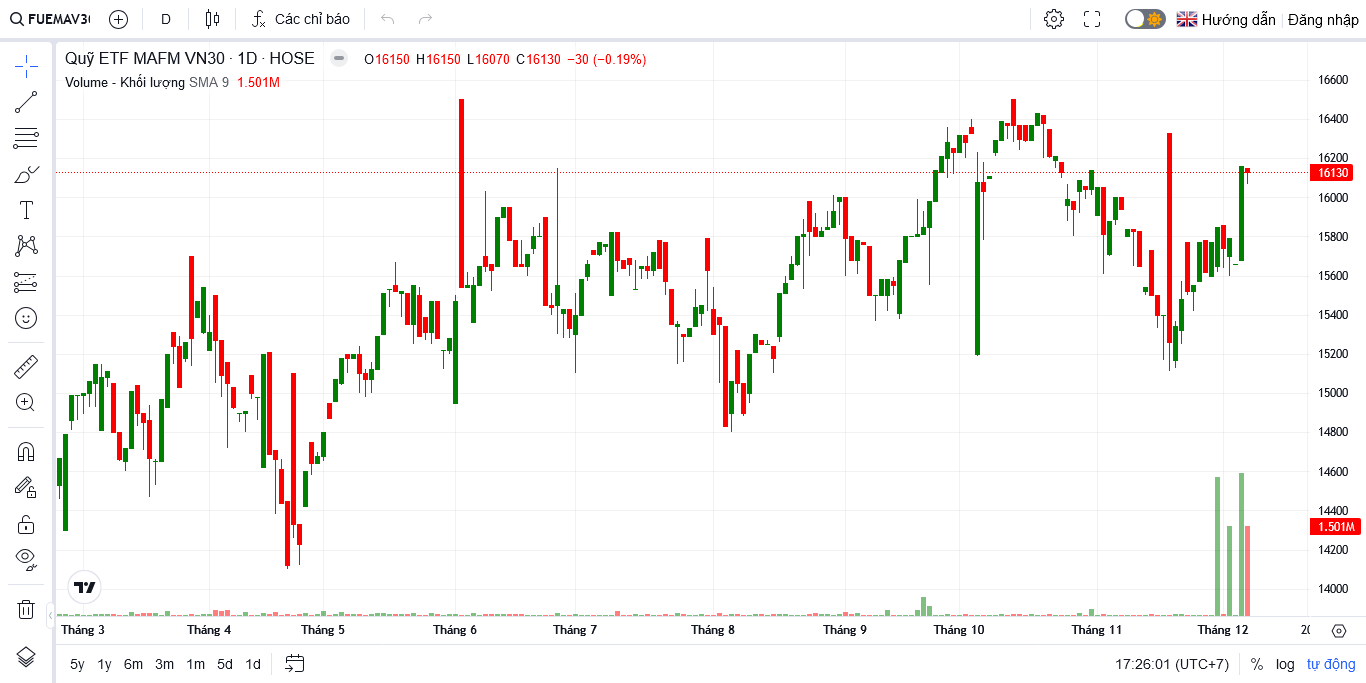 FUEMAV30 D Các chỉ báo Hướng dẫn Đăng nhập
Quỹ ETF MAFM VN30 · 1D · HOSE O16150 H16150 L16070 C16130 −30 (−0.19%)
Volume - Khối lượng SMA 9 1.501M
16600
16400
16200
16130
16000
15800
15600
15400
15200
15000
14800
14600
14400
1.501M
14200
14000
Tháng 3 Tháng 4 Tháng 5 Tháng 6 Tháng 7 Tháng 8 Tháng 9 Tháng 10 Tháng 11 Tháng 12
5y 1y 6m 3m 1m 5d 1d 17:26:01 (UTC+7) % log tự động